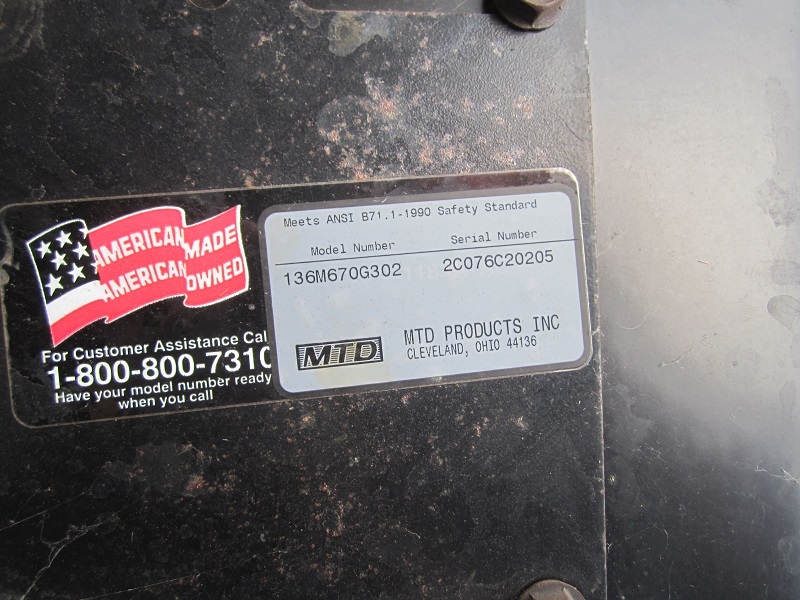 AMERICAN MADE
AMERICAN OWNED
For Customer Assistance Cal
1-800-800-7310
Have your model number ready
when you call
Meets ANSI B71.1-1990 Safety Standard
Model Number Serial Number
136M670G302 2C076C20205
MTD
MTD PRODUCTS INC
CLEVELAND, OHIO 44136